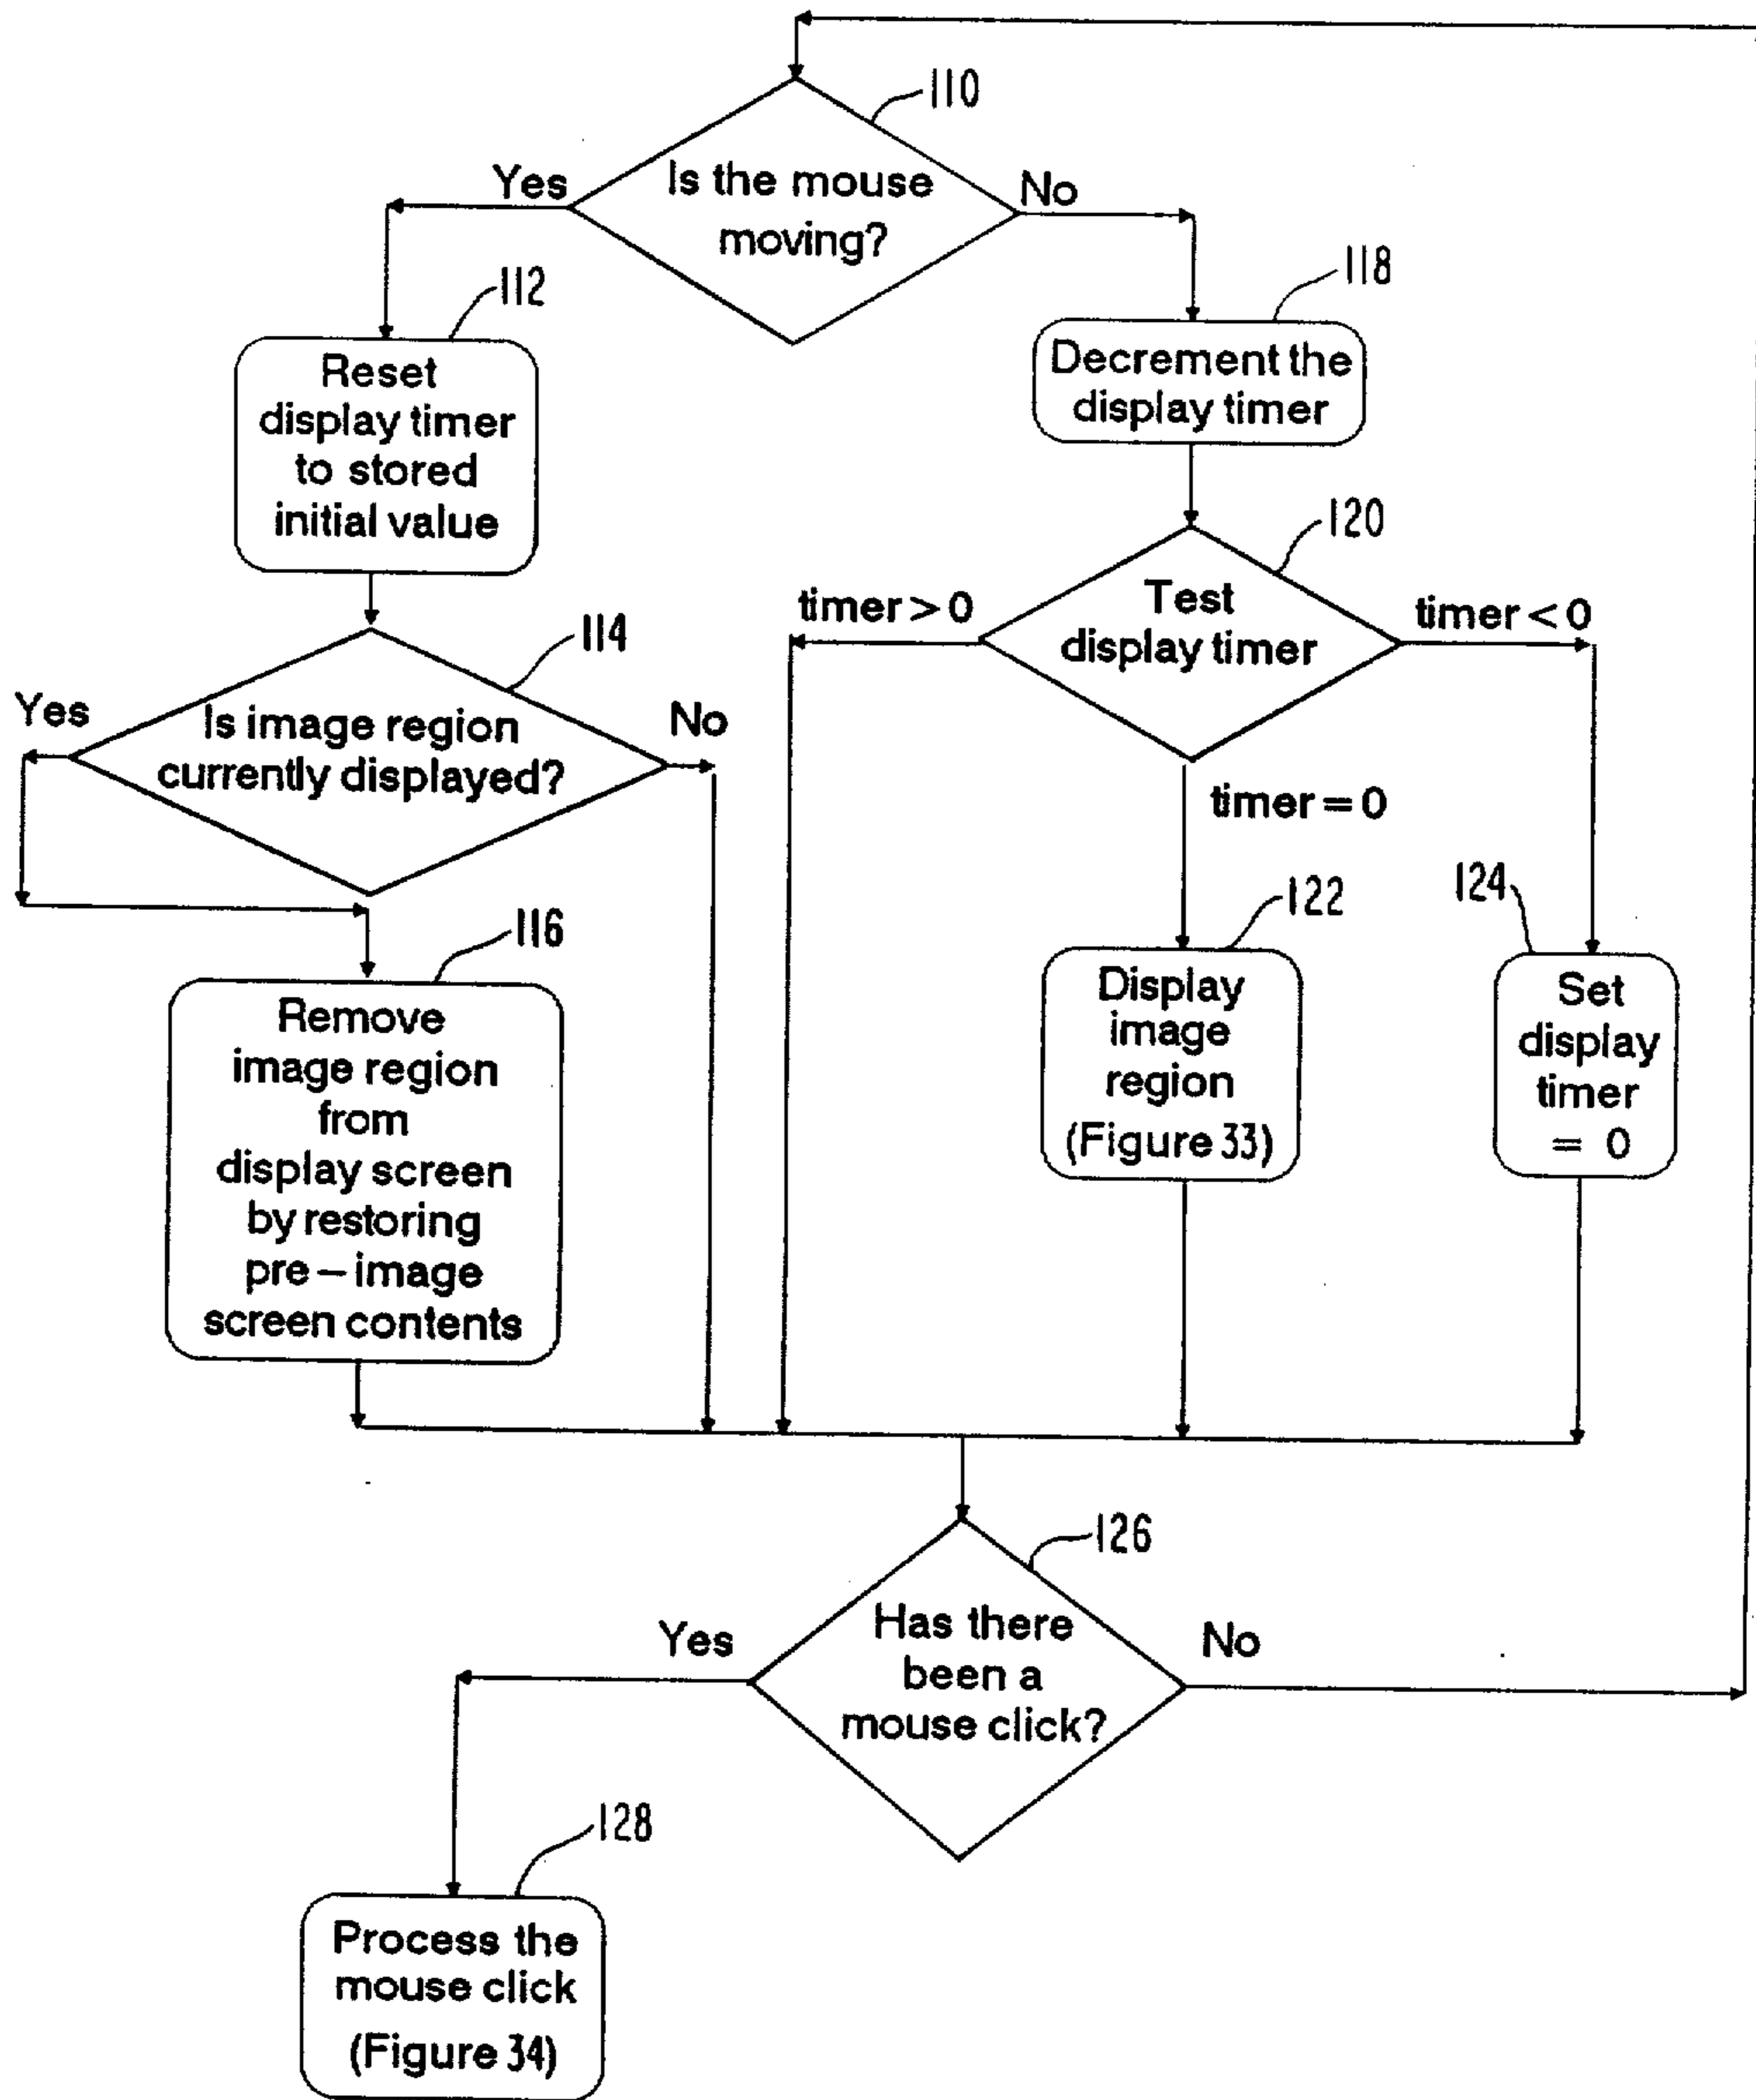 110
Is the mouse
moving?
Yes
No
112
Reset
display timer
to stored
initial value
118
Decrement the
display timer
120
Test
display timer
timer > 0
timer < 0
timer = 0
114
Is image region
currently displayed?
Yes
No
116
Remove
image region
from
display screen
by restoring
pre – image
screen contents
122
Display
image
region
(Figure 33)
124
Set
display
timer
= 0
126
Has there
been a
mouse click?
Yes
No
128
Process the
mouse click
(Figure 34)